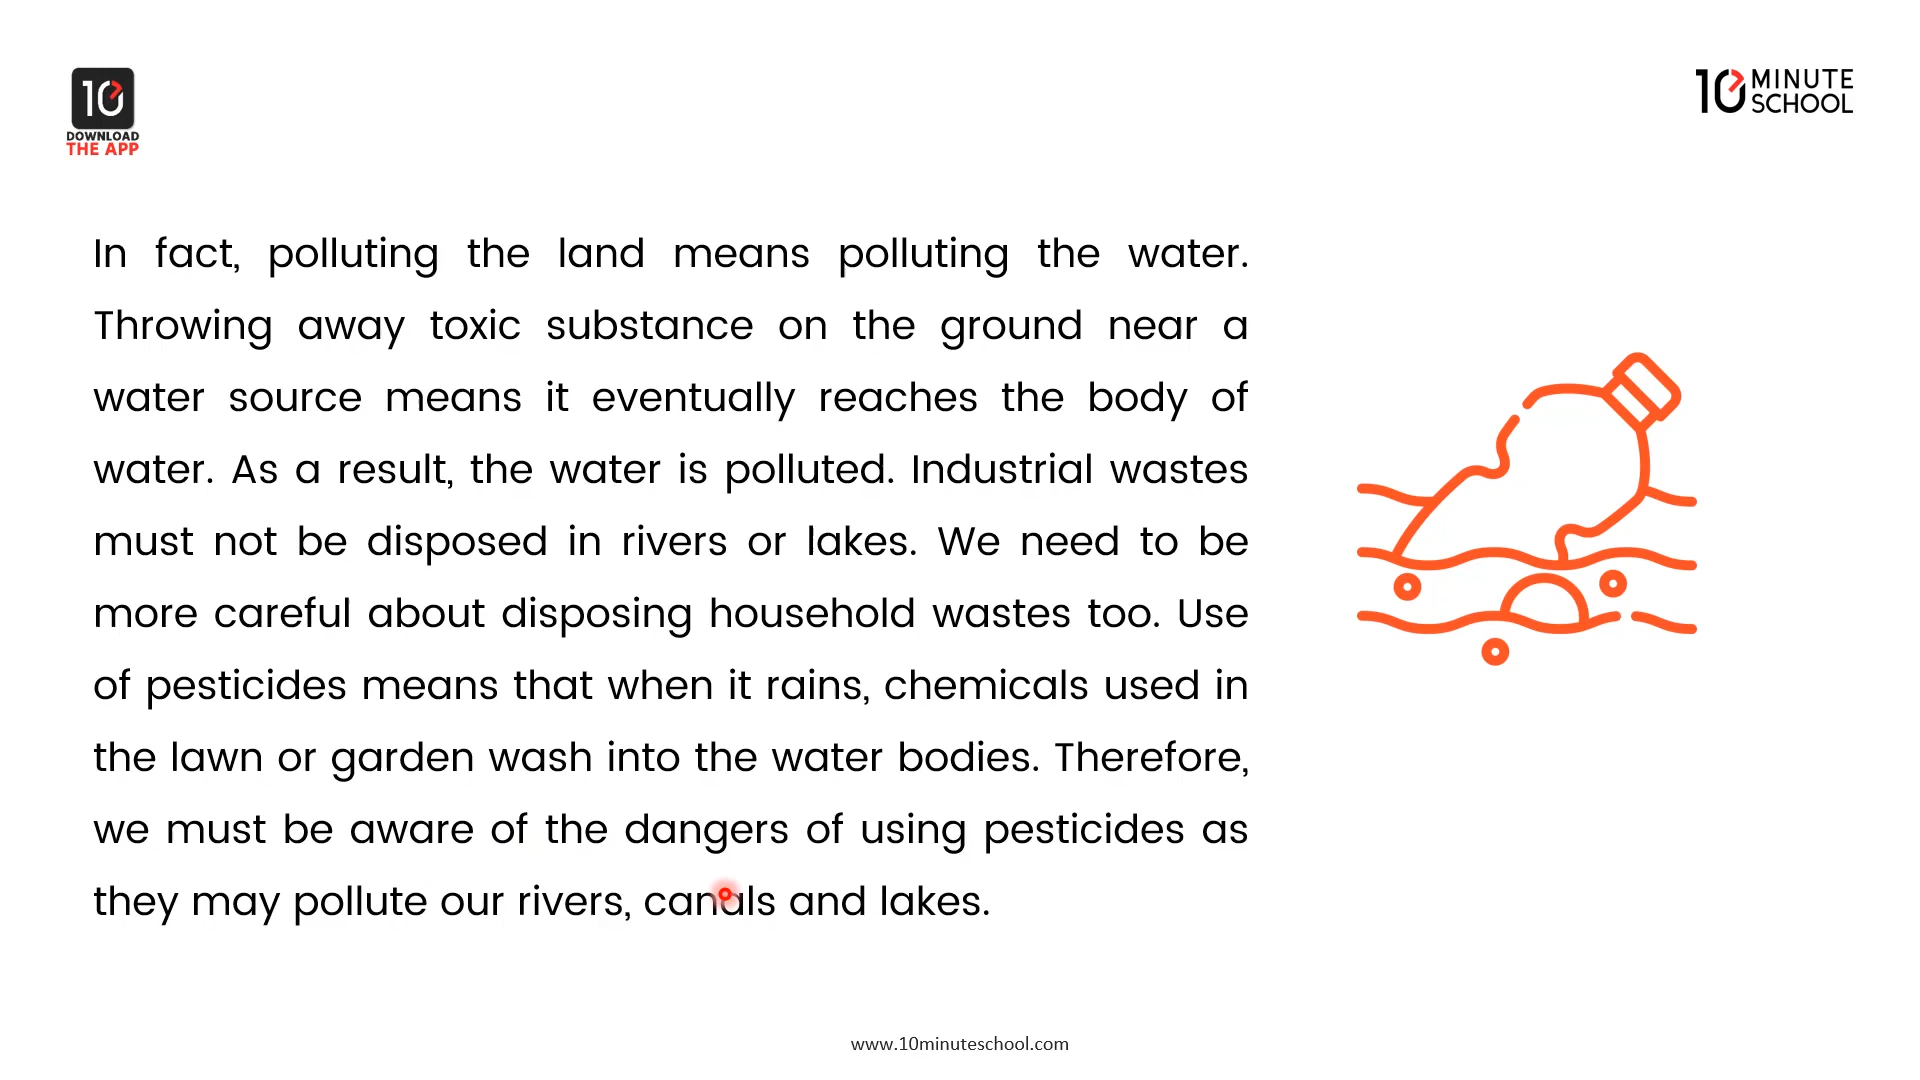 10
DOWNLOAD
THE APP
10 MINUTE
SCHOOL
In fact, polluting the land means polluting the water.
Throwing away toxic substance on the ground near a
water source means it eventually reaches the body of
water. As a result, the water is polluted. Industrial wastes
must not be disposed in rivers or lakes. We need to be
more careful about disposing household wastes too. Use
of pesticides means that when it rains, chemicals used in
the lawn or garden wash into the water bodies. Therefore,
we must be aware of the dangers of using pesticides as
they may pollute our rivers, canals and lakes.
www.10minuteschool.com